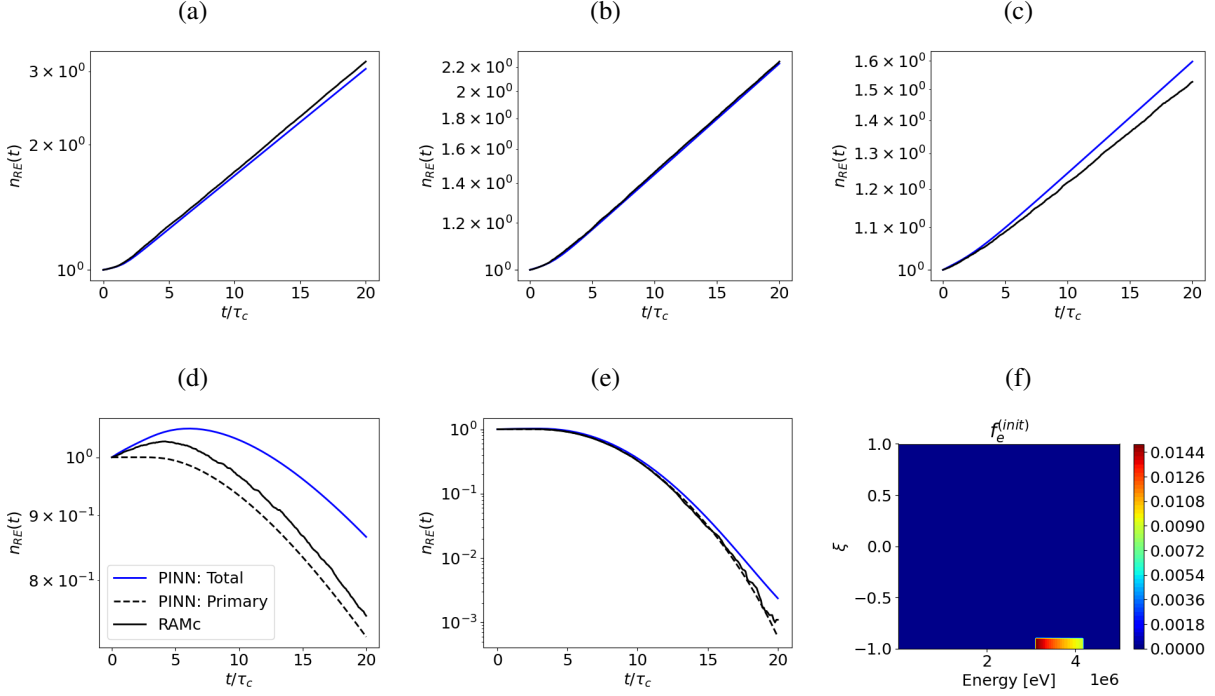 (a)
3 × 10⁰
2 × 10⁰
10⁰
n_RE(t)
0 5 10 15 20
t/τ_c
(b)
2.2 × 10⁰
2 × 10⁰
1.8 × 10⁰
1.6 × 10⁰
1.4 × 10⁰
1.2 × 10⁰
10⁰
n_RE(t)
0 5 10 15 20
t/τ_c
(c)
1.6 × 10⁰
1.5 × 10⁰
1.4 × 10⁰
1.3 × 10⁰
1.2 × 10⁰
1.1 × 10⁰
10⁰
n_RE(t)
0 5 10 15 20
t/τ_c
(d)
10⁰
9 × 10⁻¹
8 × 10⁻¹
n_RE(t)
PINN: Total
PINN: Primary
RAMc
0 5 10 15 20
t/τ_c
(e)
10⁰
10⁻¹
10⁻²
10⁻³
n_RE(t)
0 5 10 15 20
t/τ_c
(f)
f_e^(init)
1.0
0.5
0.0
−0.5
−1.0
ξ
2 4
Energy [eV] 1e6
0.0144
0.0126
0.0108
0.0090
0.0072
0.0054
0.0036
0.0018
0.0000